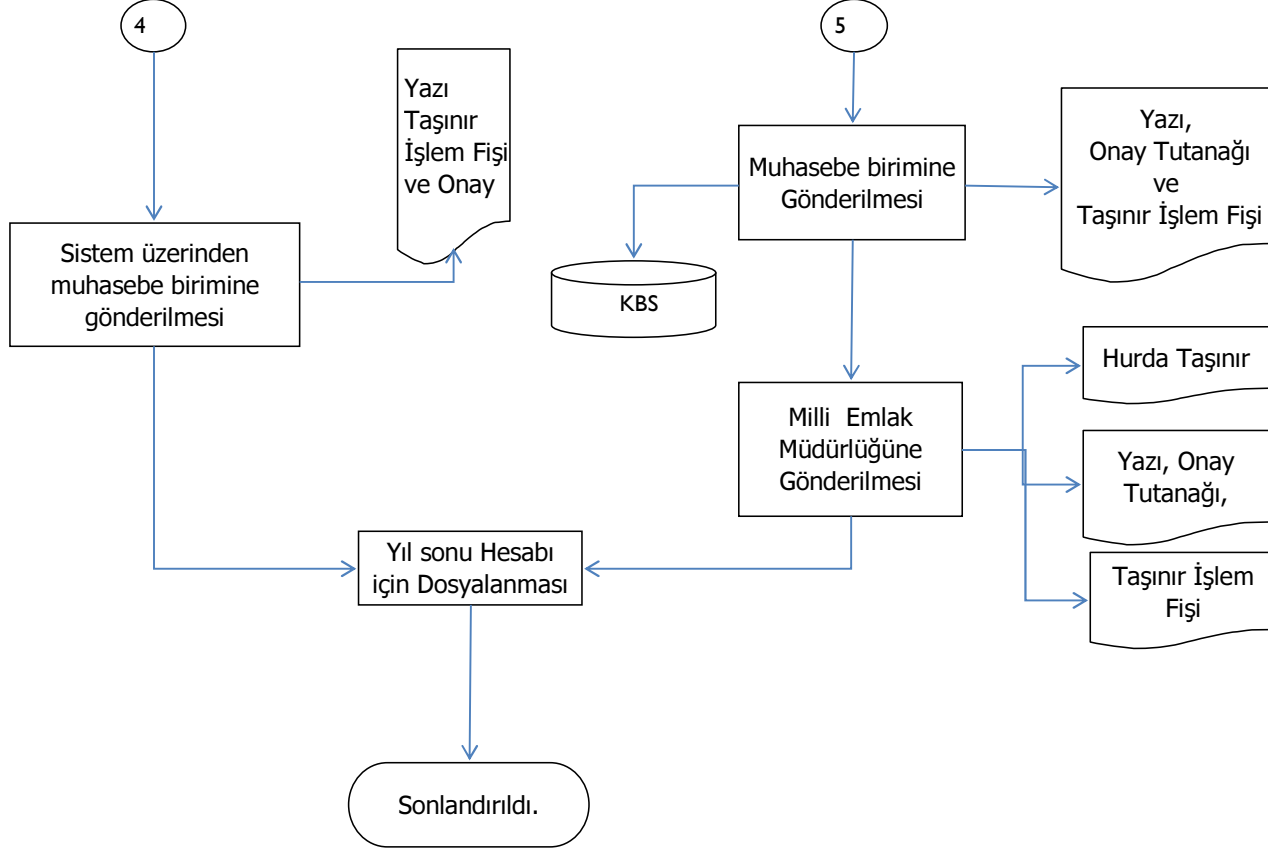 4
Yazı
Taşınır
İşlem Fişi
ve Onay
Sistem üzerinden
muhasebe birimine
gönderilmesi
5
Muhasebe birimine
Gönderilmesi
Yazı,
Onay Tutanağı
ve
Taşınır İşlem Fişi
KBS
Milli  Emlak
Müdürlüğüne
Gönderilmesi
Hurda Taşınır
Yazı, Onay
Tutanağı,
Taşınır İşlem
Fişi
Yıl sonu Hesabı
için Dosyalanması
Sonlandırıldı.